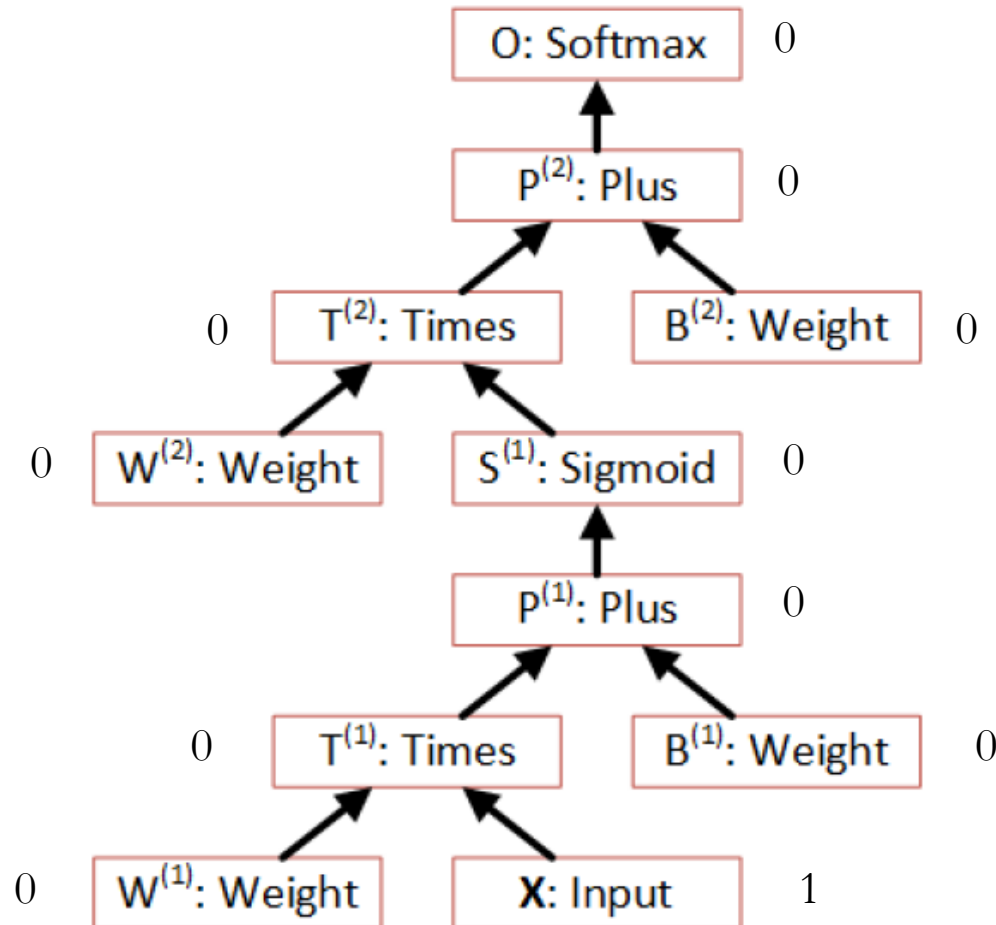 O: Softmax 0
P(2): Plus 0
0 T(2): Times B(2): Weight 0
0 W(2): Weight S(1): Sigmoid 0
P(1): Plus 0
0 T(1): Times B(1): Weight 0
0 W(1): Weight X: Input 1